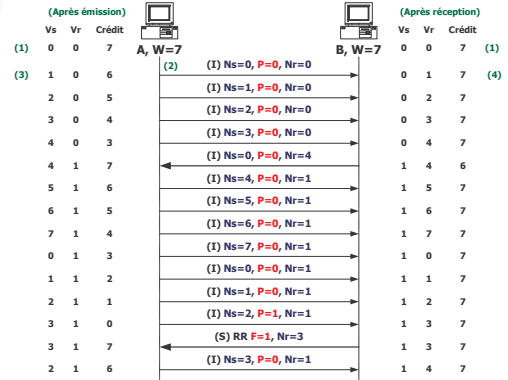 (Après émission) (Après réception)
Vs Vr Crédit Vs Vr Crédit
(1) 0 0 7 A, W=7 B, W=7 0 0 7 (1)
(2) (I) Ns=0, P=0, Nr=0
(3) 1 0 6 0 1 7 (4)
(I) Ns=1, P=0, Nr=0
2 0 5 0 2 7
(I) Ns=2, P=0, Nr=0
3 0 4 0 3 7
(I) Ns=3, P=0, Nr=0
4 0 3 0 4 7
(I) Ns=0, P=0, Nr=4
4 1 7 1 4 6
(I) Ns=4, P=0, Nr=1
5 1 6 1 5 7
(I) Ns=5, P=0, Nr=1
6 1 5 1 6 7
(I) Ns=6, P=0, Nr=1
7 1 4 1 7 7
(I) Ns=7, P=0, Nr=1
0 1 3 1 0 7
(I) Ns=0, P=0, Nr=1
1 1 2 1 1 7
(I) Ns=1, P=0, Nr=1
2 1 1 1 2 7
(I) Ns=2, P=1, Nr=1
3 1 0 1 3 7
(S) RR F=1, Nr=3
3 1 7 1 3 7
(I) Ns=3, P=0, Nr=1
2 1 6 1 4 7